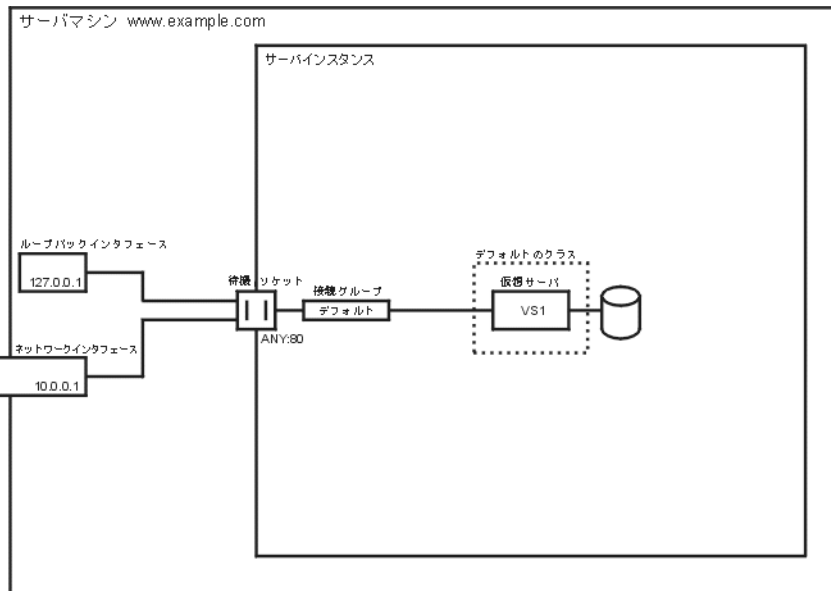 サーバマシン www.example.com
サーバインスタンス
ループバックインタフェース
127.0.0.1
ネットワークインタフェース
10.0.0.1
ソケット
ANY:80
接続グループ
デフォルト
デフォルトのクラス
仮想サーバ
VS1